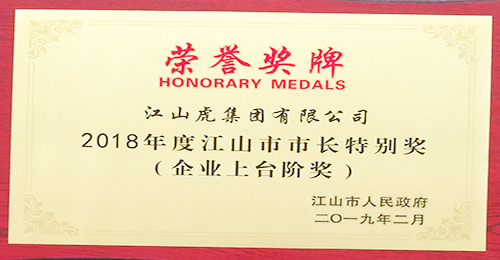 荣誉奖牌
HONORARY MEDALS
江山虎集团有限公司
2018年度江山市市长特别奖
（企业上台阶奖）
江山市人民政府
二〇一九年二月